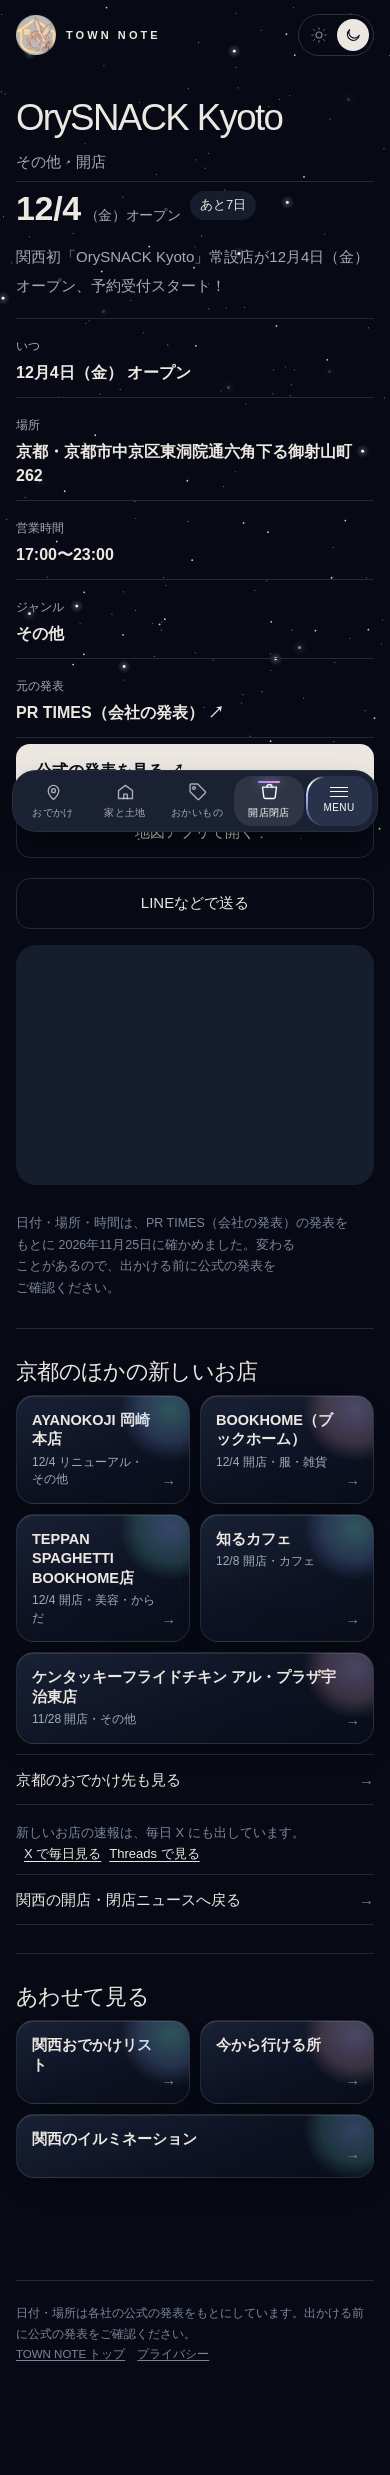 TOWN NOTE
OrySNACK Kyoto
その他・開店
12/4（金）オープン あと7日
関西初「OrySNACK Kyoto」常設店が12月4日（金）
オープン、予約受付スタート！
いつ
12月4日（金） オープン
場所
京都・京都市中京区東洞院通六角下る御射山町
262
営業時間
17:00〜23:00
ジャンル
その他
元の発表
PR TIMES（会社の発表） ↗
公式の発表を見る ↗
おでかけ
家と土地
おかいもの
開店閉店
MENU
地図アプリで開く
LINEなどで送る
日付・場所・時間は、PR TIMES（会社の発表）の発表を
もとに 2026年11月25日に確かめました。変わる
ことがあるので、出かける前に公式の発表を
ご確認ください。
京都のほかの新しいお店
AYANOKOJI 岡崎
本店
12/4 リニューアル・
その他
→
BOOKHOME（ブ
ックホーム）
12/4 開店・服・雑貨
→
TEPPAN
SPAGHETTI
BOOKHOME店
12/4 開店・美容・から
だ
→
知るカフェ
12/8 開店・カフェ
→
ケンタッキーフライドチキン アル・プラザ宇
治東店
11/28 開店・その他
→
京都のおでかけ先も見る →
新しいお店の速報は、毎日 X にも出しています。
X で毎日見る Threads で見る
関西の開店・閉店ニュースへ戻る →
あわせて見る
関西おでかけリス
ト
→
今から行ける所
→
関西のイルミネーション
→
日付・場所は各社の公式の発表をもとにしています。出かける前
に公式の発表をご確認ください。
TOWN NOTE トップ プライバシー